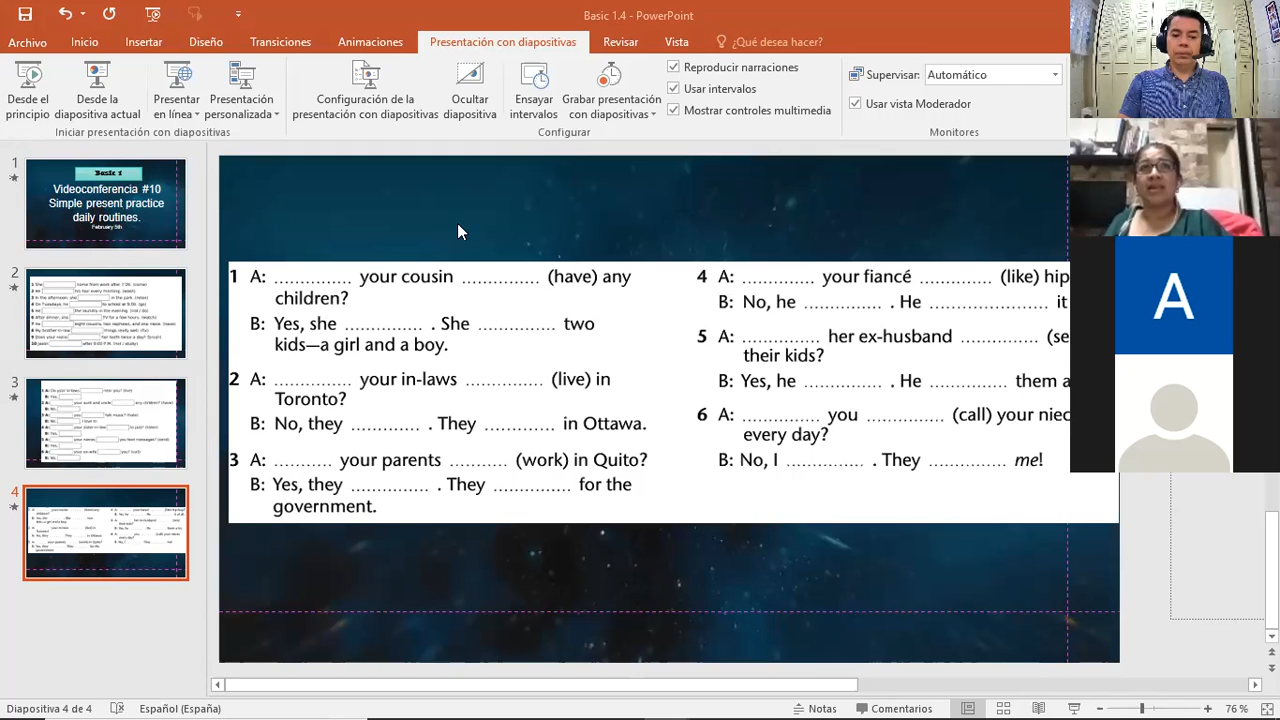 Basic 1.4 - PowerPoint
Archivo Inicio Insertar Diseño Transiciones Animaciones Presentación con diapositivas Revisar Vista ¿Qué desea hacer?
Desde el principio
Desde la diapositiva actual
Presentar en línea
Presentación personalizada
Iniciar presentación con diapositivas
Configuración de la presentación con diapositivas
Ocultar diapositiva
Ensayar intervalos
Grabar presentación con diapositivas
Reproducir narraciones
Usar intervalos
Mostrar controles multimedia
Configurar
Supervisar: Automático
Usar vista Moderador
Monitores
1
Basic 1
Videoconferencia #10
Simple present practice
daily routines.
February 5th
2
3
4
1 A: .............. your cousin .............. (have) any
children?
B: Yes, she .............. . She .............. two
kids—a girl and a boy.
2 A: .............. your in-laws .............. (live) in
Toronto?
B: No, they .............. . They .............. in Ottawa.
3 A: .............. your parents .............. (work) in Quito?
B: Yes, they .............. . They .............. for the
government.
4 A: .............. your fiancé .............. (like) hip
B: No, he .............. . He .............. it
5 A: .............. her ex-husband .............. (se
their kids?
B: Yes, he .............. . He .............. them a
6 A: .............. you .............. (call) your niec
every day?
B: No, I .............. . They .............. me!
A
Diapositiva 4 de 4 Español (España) Notas Comentarios 76 %